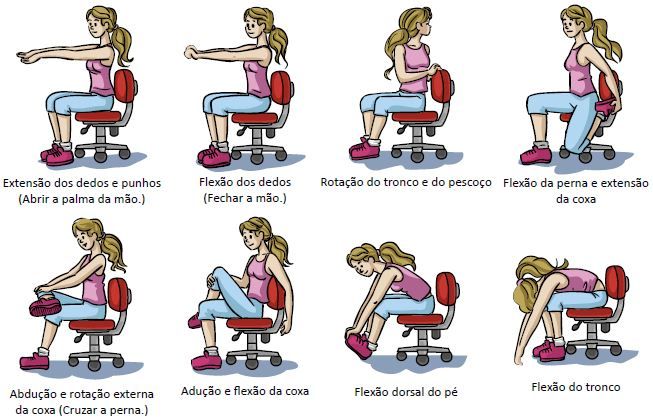 Extensão dos dedos e punhos
(Abrir a palma da mão.)
Flexão dos dedos
(Fechar a mão.)
Rotação do tronco e do pescoço
Flexão da perna e extensão
da coxa
Abdução e rotação externa
da coxa (Cruzar a perna.)
Adução e flexão da coxa
Flexão dorsal do pé
Flexão do tronco